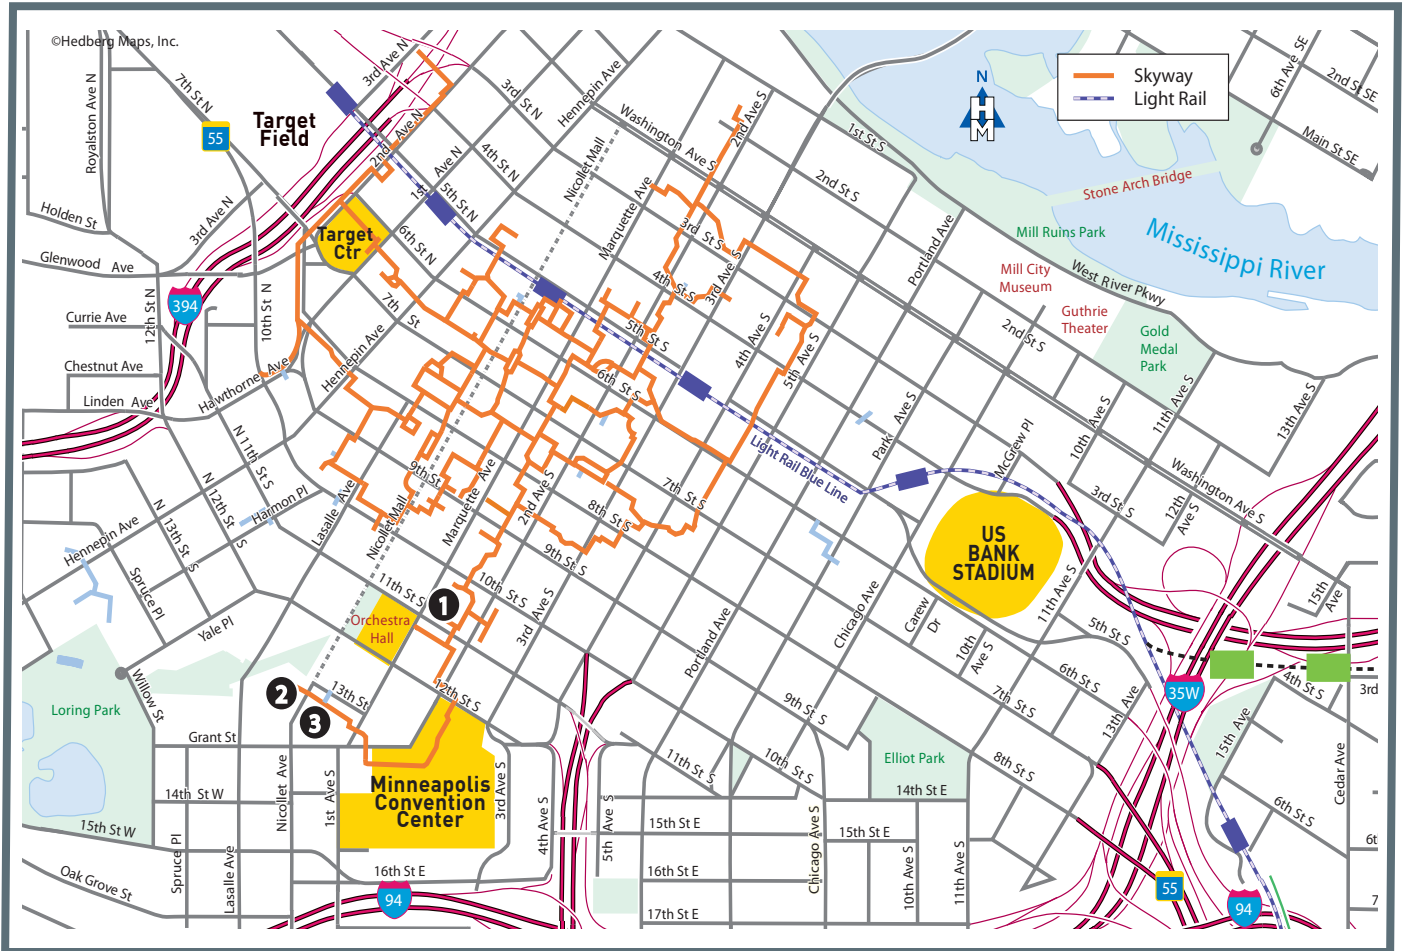 ©Hedberg Maps, Inc.
Skyway
Light Rail
N
H
M
Royalston Ave N
7th St N
55
Target
Field
3rd Ave N
2nd Ave N
1st Ave N
3rd St N
Hennepin Ave
4th St N
5th St N
6th St N
Washington Ave S
Nicollet Mall
Marquette Ave
2nd Ave S
1st St S
2nd St S
6th Ave SE
2nd St SE
Main St SE
Stone Arch Bridge
Mississippi River
Mill Ruins Park
West River Pkwy
Mill City
Museum
Guthrie
Theater
Gold
Medal
Park
Holden St
Glenwood Ave
3rd Ave N
Target
Ctr
394
Currie Ave
12th St N
10th St N
Chestnut Ave
Linden Ave
Hawthorne Ave
Hennepin Ave
7th St
3rd St S
4th St S
3rd Ave S
5th St S
6th St S
4th Ave S
5th Ave S
Portland Ave
2nd St S
Park Ave S
McGrew Pl
10th Ave S
11th Ave S
13th Ave S
Washington Ave S
3rd St S
12th
Ave S
Light Rail Blue Line
N 11th St S
N 12th St S
N 13th St S
Harmon Pl
Hennepin Ave
Spruce Pl
Yale Pl
Willow St
Lasalle Ave
Nicollet Mall
9th St
Marquette Ave
2nd Ave S
7th St S
8th St S
9th St S
10th St S
11th St S
3rd Ave S
1
Orchestra
Hall
US
BANK
STADIUM
Portland Ave
Chicago Ave
Carew
Dr
10th
Ave S
11th Ave S
15th
Ave
5th St S
6th St S
7th St S
8th St S
9th St S
10th St S
11th St S
12th St S
13th St
2
3
Loring Park
Grant St
14th St W
15th St W
Oak Grove St
Spruce Pl
Lasalle Ave
Nicollet Ave
1st Ave S
Minneapolis
Convention
Center
3rd Ave S
4th Ave S
5th Ave S
16th St E
94
15th St E
16th St E
17th St E
Chicago Ave S
Elliot Park
14th St E
15th St E
10th Ave S
11th Ave S
13th Ave S
35W
4th St S
3rd
15th Ave
Cedar Ave
6th St S
6t
7
55
94